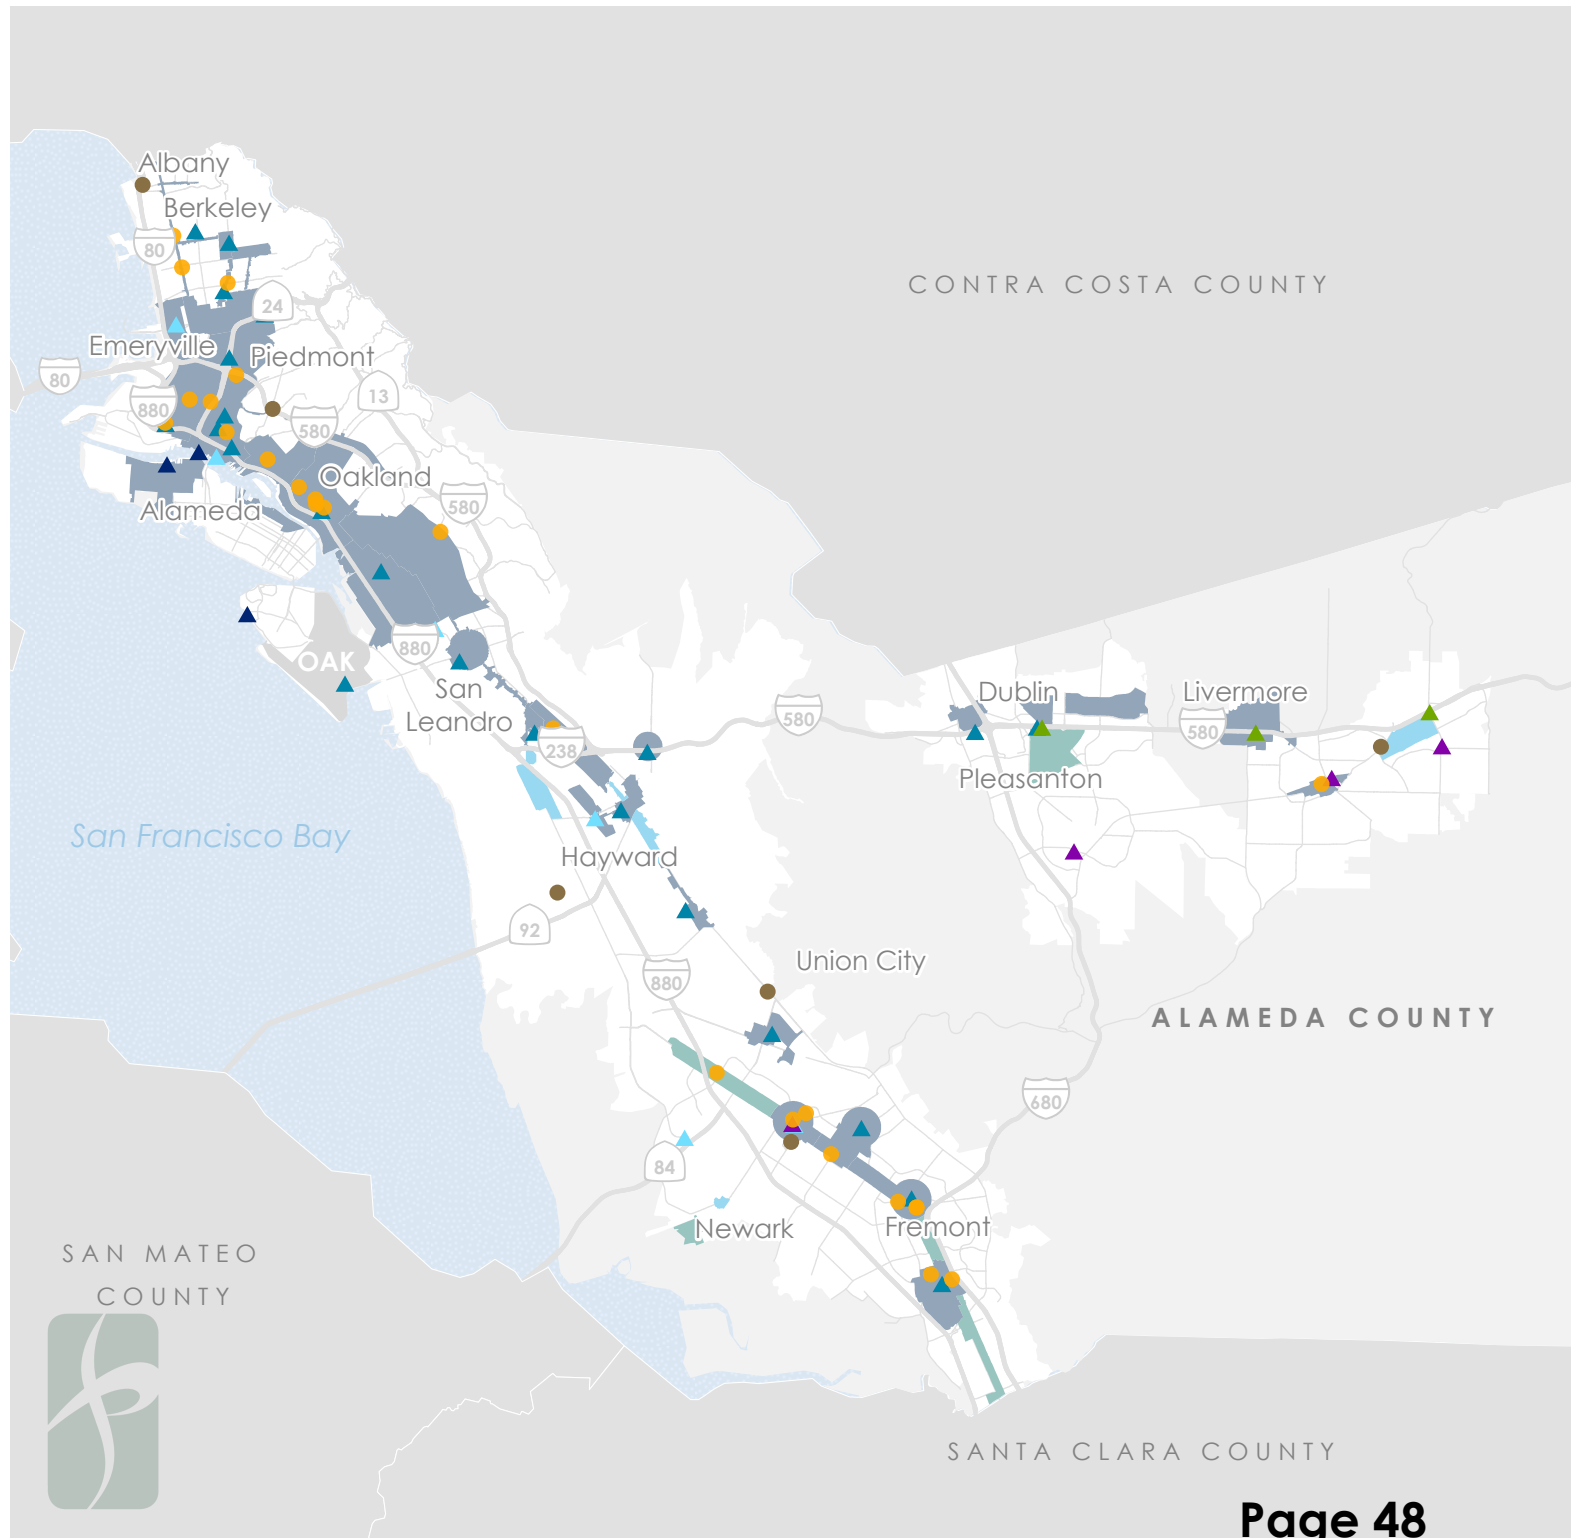 Albany
Berkeley
80
CONTRA COSTA COUNTY
24
Emeryville
Piedmont
80
13
880
580
Oakland
580
Alameda
880
OAK
San
Leandro
Dublin
Livermore
580
580
238
Pleasanton
San Francisco Bay
Hayward
92
Union City
880
ALAMEDA COUNTY
680
84
Newark
Fremont
SAN MATEO
COUNTY
SANTA CLARA COUNTY
Page 48